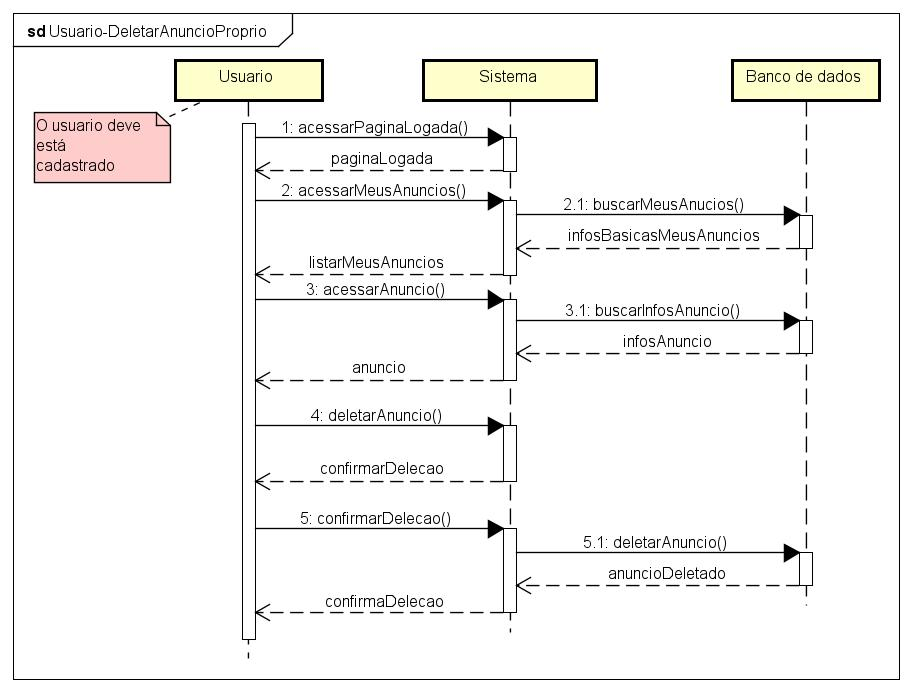 sd Usuario-DeletarAnuncioProprio
Usuario
Sistema
Banco de dados
O usuario deve
está
cadastrado
1: acessarPaginaLogada()
paginaLogada
2: acessarMeusAnuncios()
2.1: buscarMeusAnucios()
infosBasicasMeusAnuncios
listarMeusAnuncios
3: acessarAnuncio()
3.1: buscarInfosAnuncio()
infosAnuncio
anuncio
4: deletarAnuncio()
confirmarDelecao
5: confirmarDelecao()
5.1: deletarAnuncio()
anuncioDeletado
confirmaDelecao